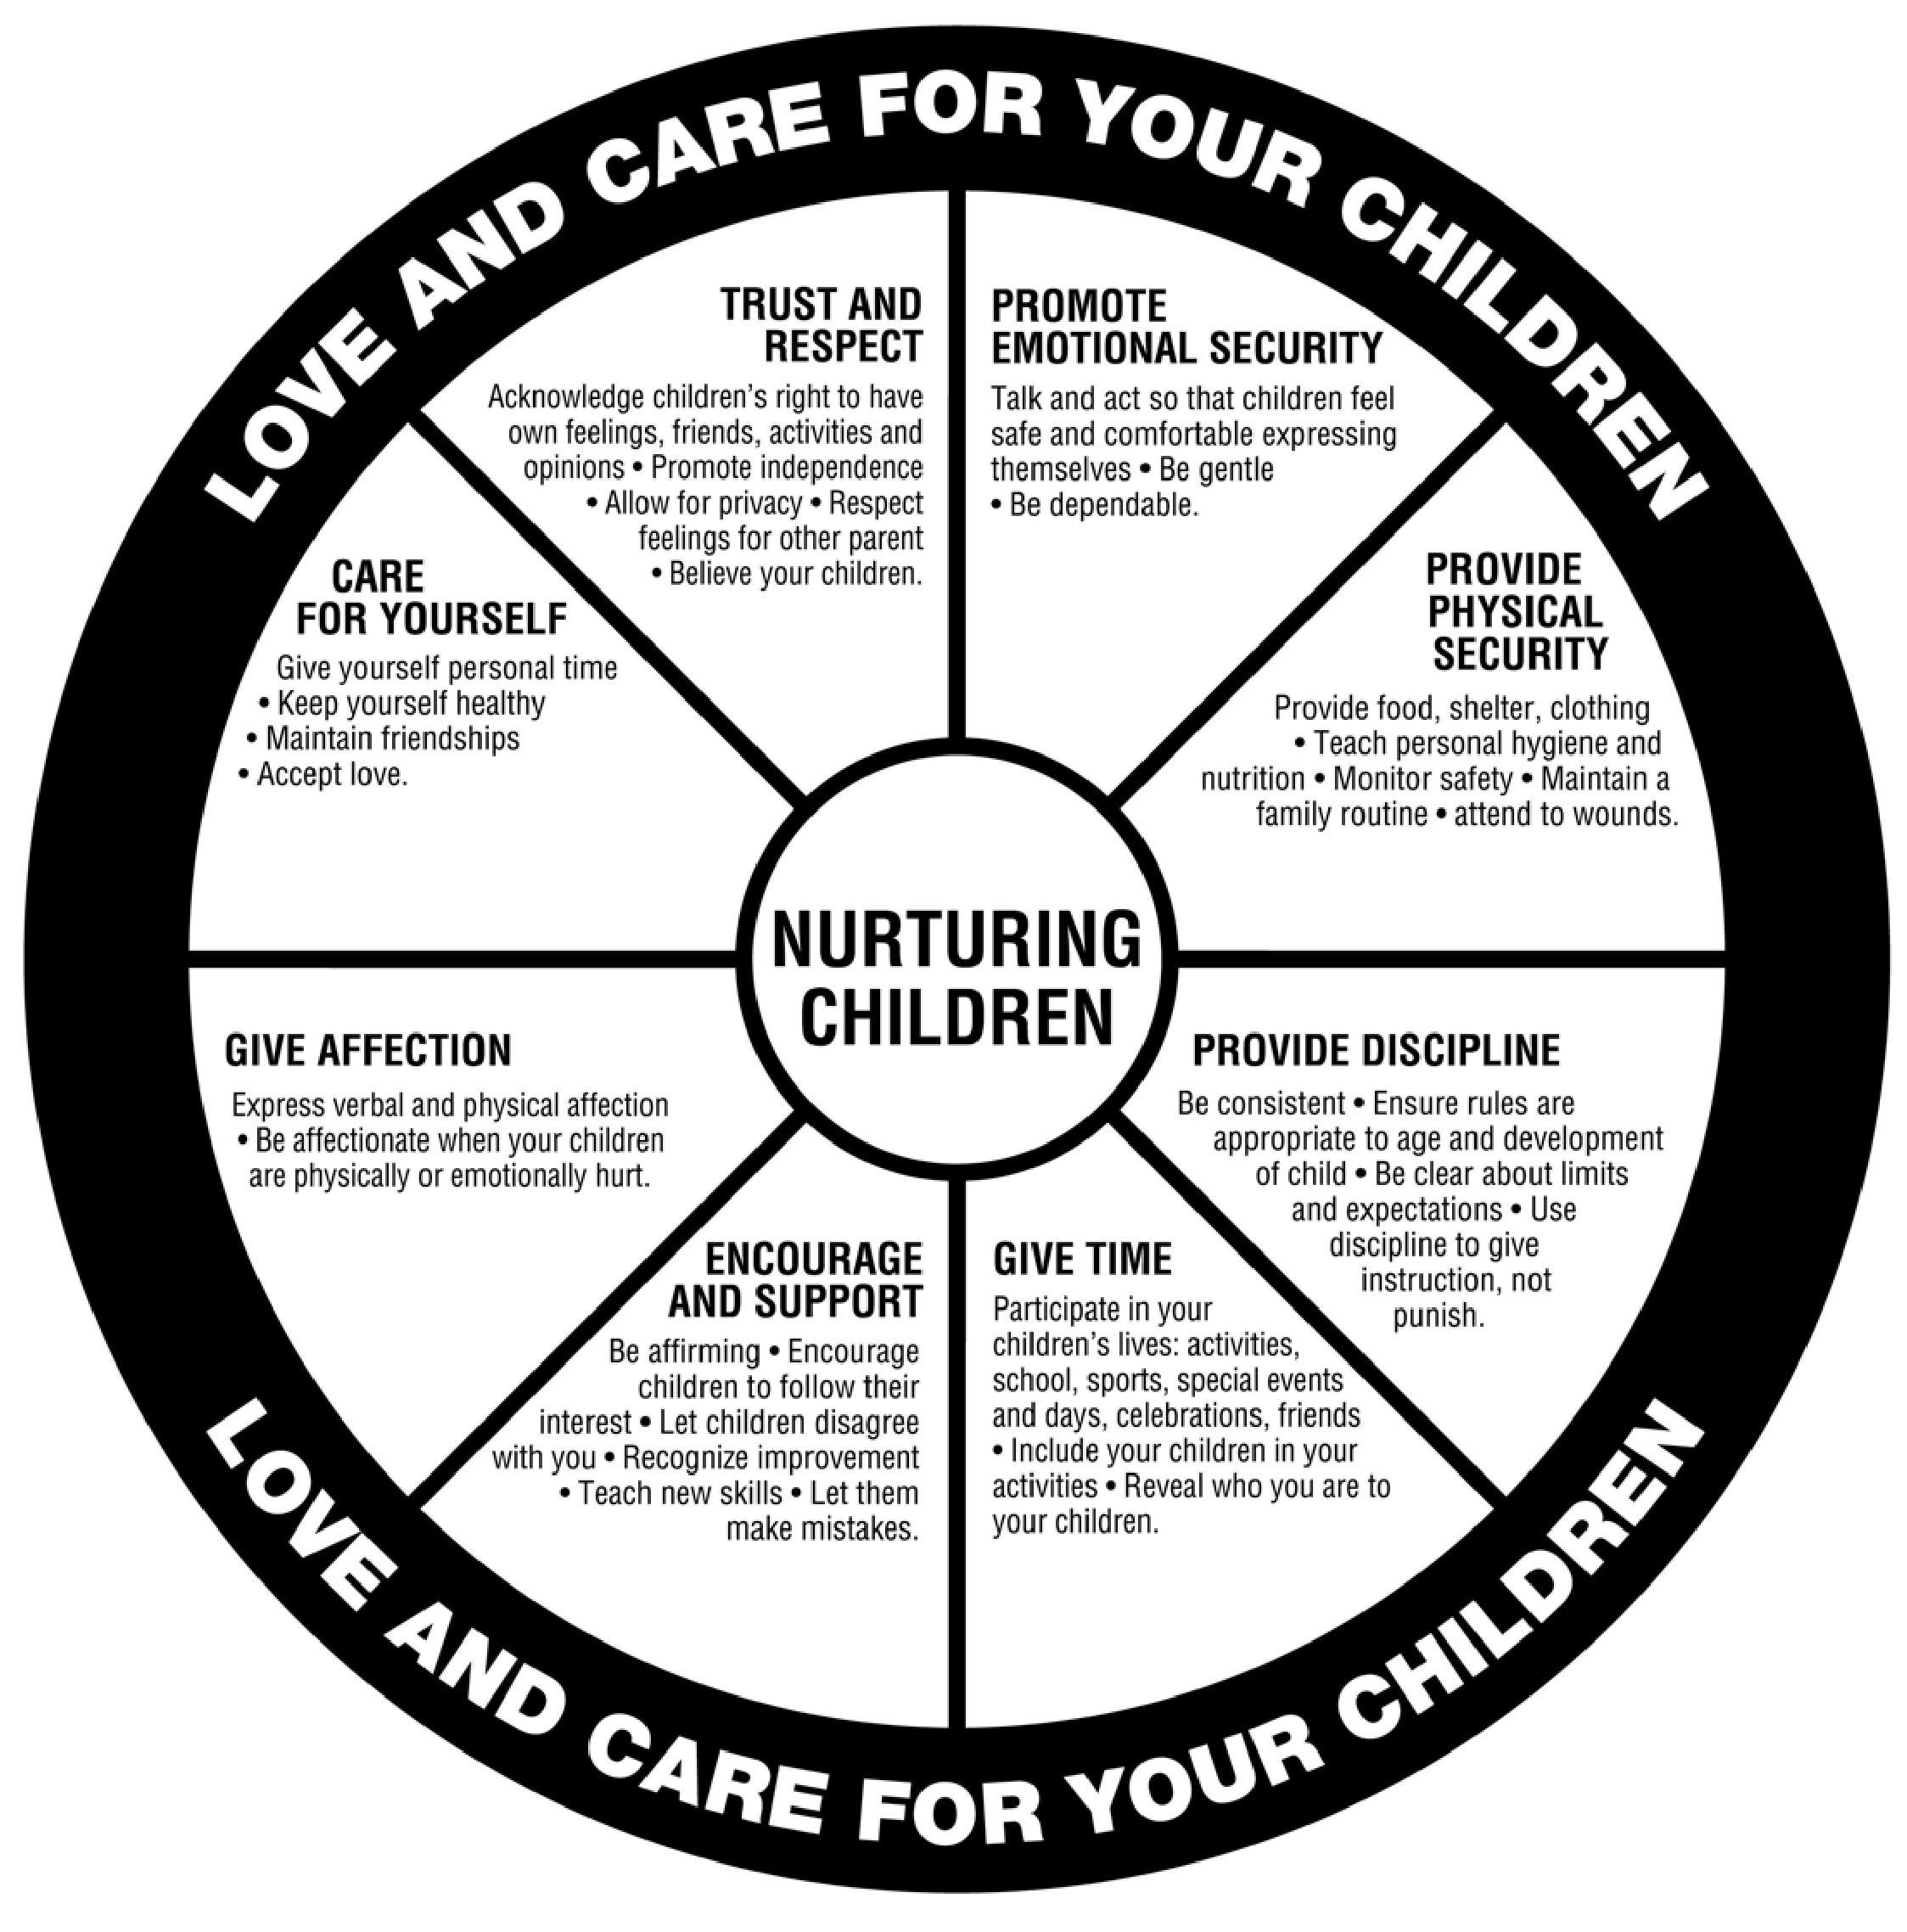 LOVE AND CARE FOR YOUR CHILDREN
TRUST AND
RESPECT
Acknowledge children’s right to have
own feelings, friends, activities and
opinions • Promote independence
• Allow for privacy • Respect
feelings for other parent
• Believe your children.
PROMOTE
EMOTIONAL SECURITY
Talk and act so that children feel
safe and comfortable expressing
themselves • Be gentle
• Be dependable.
CARE
FOR YOURSELF
Give yourself personal time
• Keep yourself healthy
• Maintain friendships
• Accept love.
PROVIDE
PHYSICAL
SECURITY
Provide food, shelter, clothing
• Teach personal hygiene and
nutrition • Monitor safety • Maintain a
family routine • attend to wounds.
NURTURING
CHILDREN
GIVE AFFECTION
Express verbal and physical affection
• Be affectionate when your children
are physically or emotionally hurt.
PROVIDE DISCIPLINE
Be consistent • Ensure rules are
appropriate to age and development
of child • Be clear about limits
and expectations • Use
discipline to give
instruction, not
punish.
ENCOURAGE
AND SUPPORT
Be affirming • Encourage
children to follow their
interest • Let children disagree
with you • Recognize improvement
• Teach new skills • Let them
make mistakes.
GIVE TIME
Participate in your
children’s lives: activities,
school, sports, special events
and days, celebrations, friends
• Include your children in your
activities • Reveal who you are to
your children.
LOVE AND CARE FOR YOUR CHILDREN